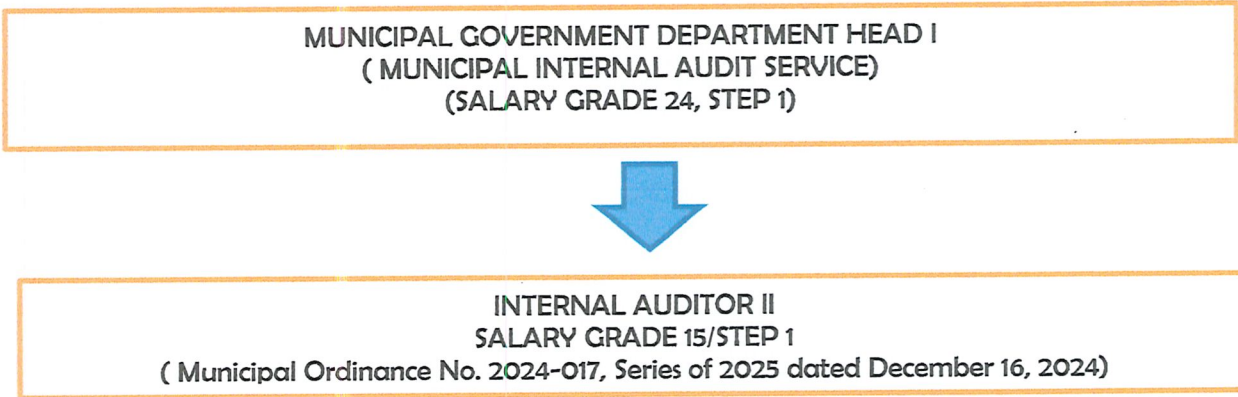 MUNICIPAL GOVERNMENT DEPARTMENT HEAD I
( MUNICIPAL INTERNAL AUDIT SERVICE)
(SALARY GRADE 24, STEP 1)
INTERNAL AUDITOR II
SALARY GRADE 15/STEP 1
( Municipal Ordinance No. 2024-017, Series of 2025 dated December 16, 2024)